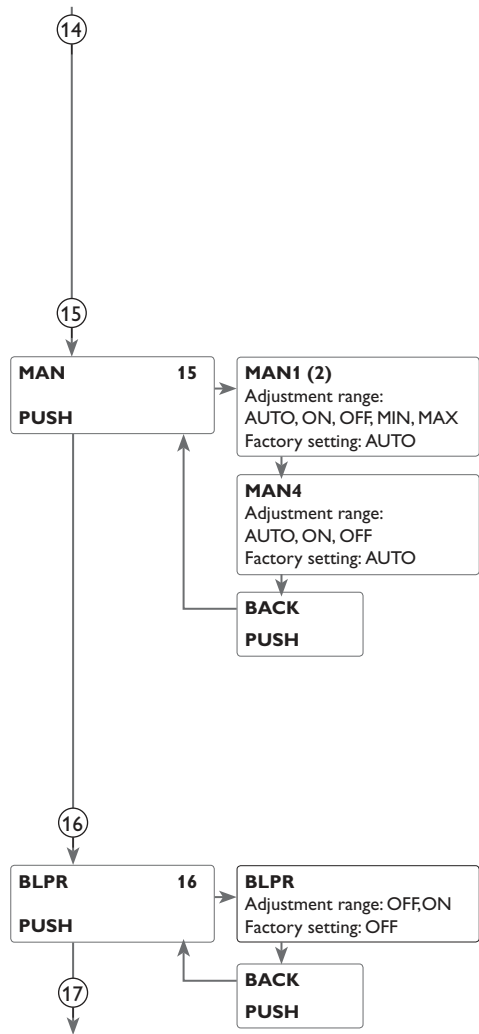 14
15
MAN 15
PUSH
MAN1 (2)
Adjustment range:
AUTO, ON, OFF, MIN, MAX
Factory setting: AUTO
MAN4
Adjustment range:
AUTO, ON, OFF
Factory setting: AUTO
BACK
PUSH
16
BLPR 16
PUSH
BLPR
Adjustment range: OFF,ON
Factory setting: OFF
BACK
PUSH
17